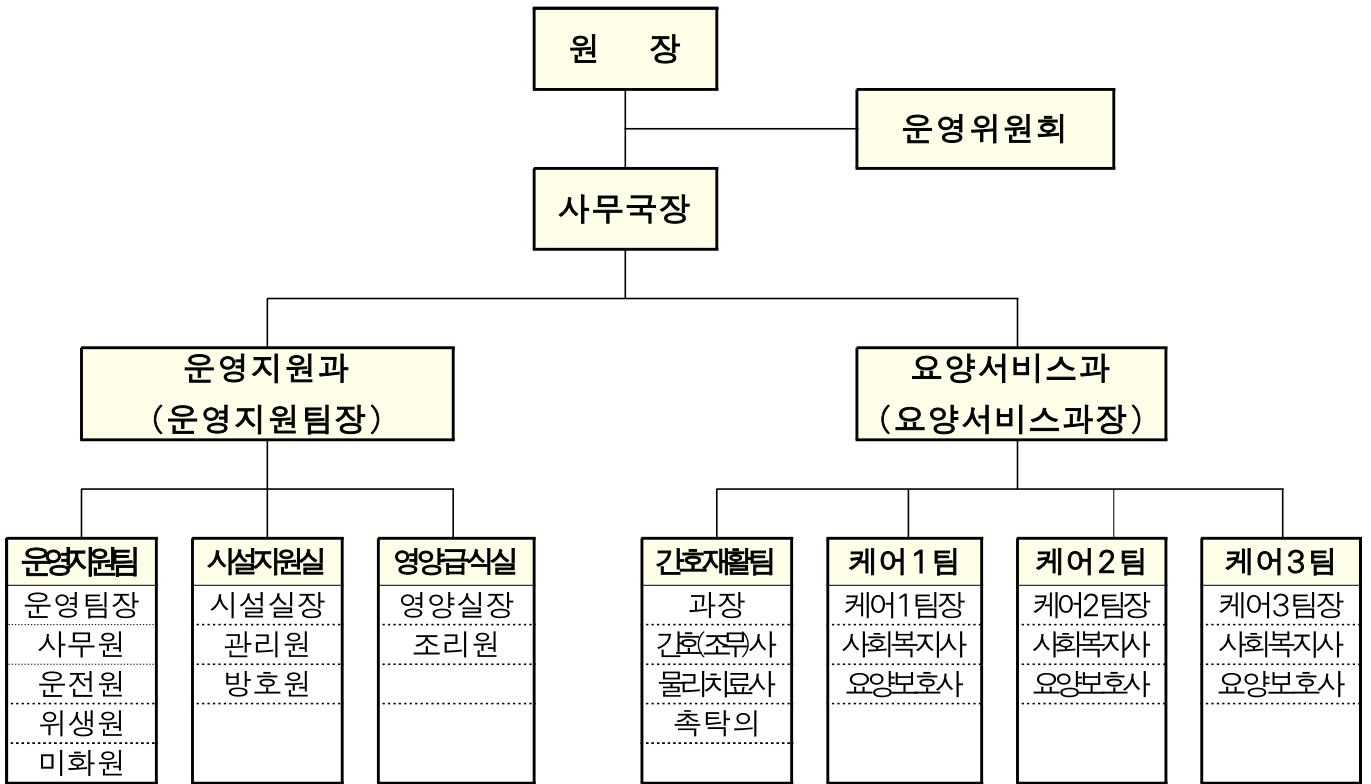 원 장
운영위원회
사무국장
운영지원과
(운영지원팀장)
요양서비스과
(요양서비스과장)
운영지원팀
운영팀장
사무원
운전원
위생원
미화원
시설지원실
시설실장
관리원
방호원
영양급식실
영양실장
조리원
간호재활팀
과장
간호(조무)사
물리치료사
촉탁의
케어1팀
케어1팀장
사회복지사
요양보호사
케어2팀
케어2팀장
사회복지사
요양보호사
케어3팀
케어3팀장
사회복지사
요양보호사